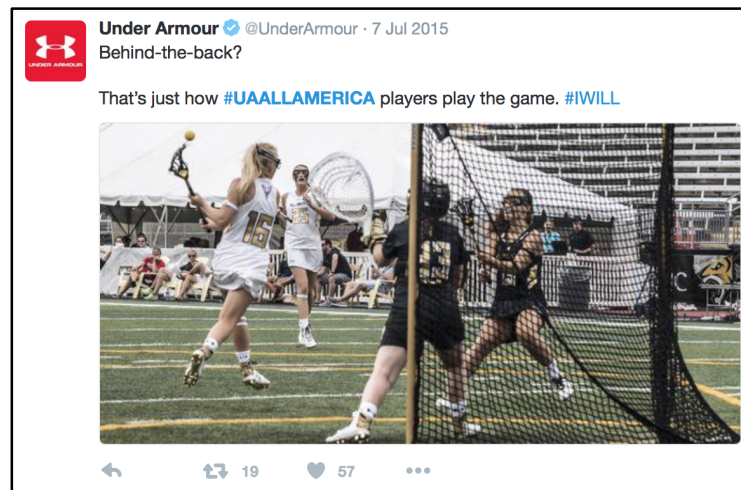 Under Armour @UnderArmour · 7 Jul 2015
UNDER ARMOUR
Behind-the-back?
That's just how #UAALLAMERICA players play the game. #IWILL
16
25
C
19
57